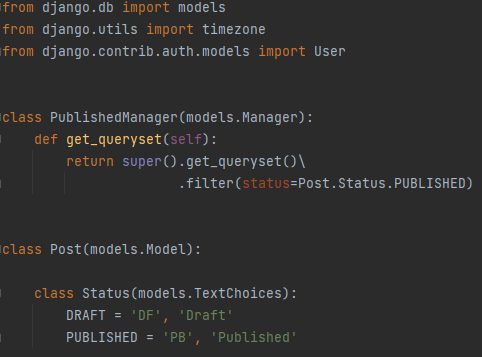 from django.db import models
from django.utils import timezone
from django.contrib.auth.models import User
class PublishedManager(models.Manager):
def get_queryset(self):
return super().get_queryset()\
.filter(status=Post.Status.PUBLISHED)
class Post(models.Model):
class Status(models.TextChoices):
DRAFT = 'DF', 'Draft'
PUBLISHED = 'PB', 'Published'